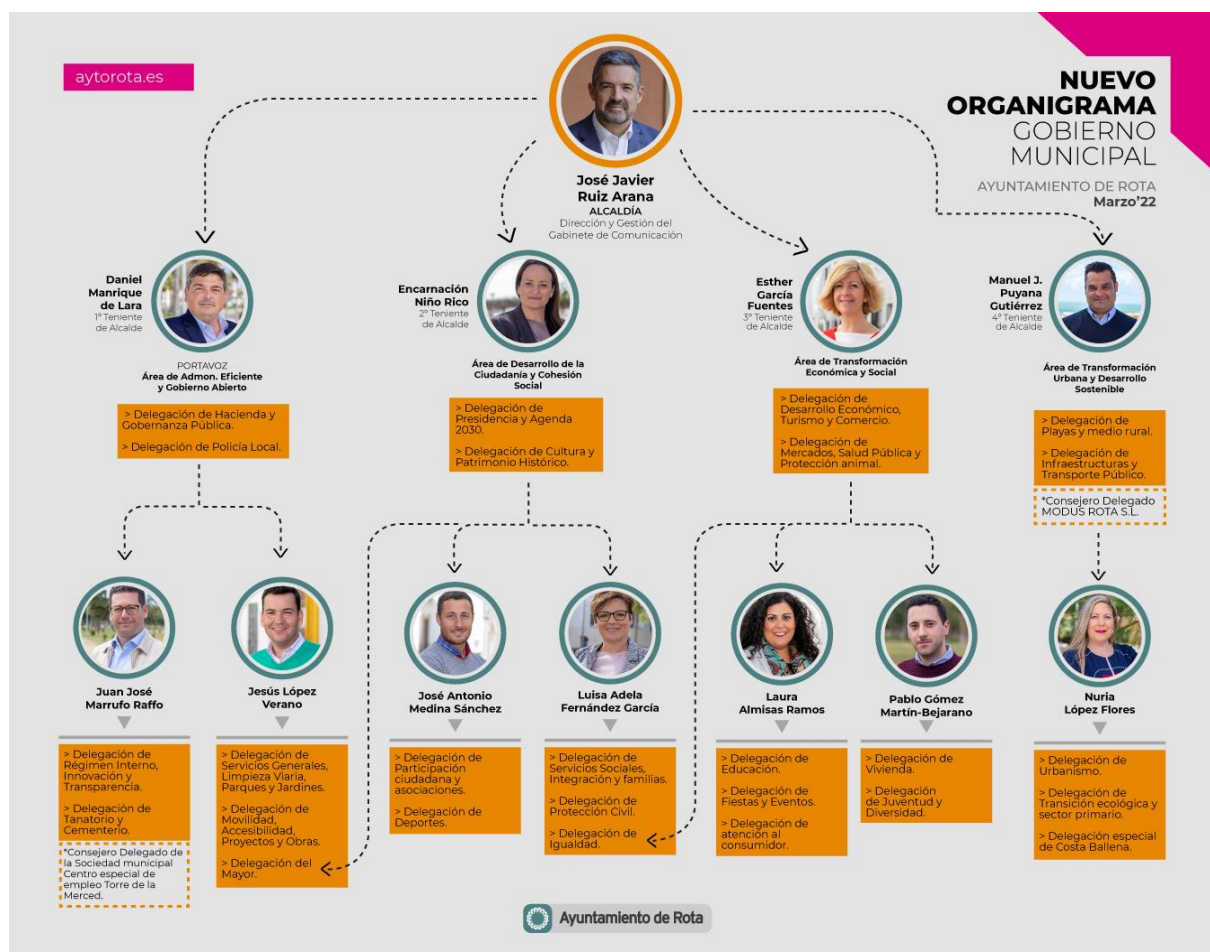 aytorota.es
NUEVO
ORGANIGRAMA
GOBIERNO
MUNICIPAL
AYUNTAMIENTO DE ROTA
Marzo'22
José Javier
Ruiz Arana
ALCALDÍA
Dirección y Gestión del
Gabinete de Comunicación
Daniel
Manrique
de Lara
1º Teniente
de Alcalde
PORTAVOZ
Área de Admon. Eficiente
y Gobierno Abierto
> Delegación de Hacienda y
Gobernanza Pública.
> Delegación de Policía Local.
Encarnación
Niño Rico
2º Teniente
de Alcalde
Área de Desarrollo de la
Ciudadanía y Cohesión
Social
> Delegación de
Presidencia y Agenda
2030.
> Delegación de Cultura y
Patrimonio Histórico.
Esther
García
Fuentes
3º Teniente
de Alcalde
Área de Transformación
Económica y Social
> Delegación de
Desarrollo Económico,
Turismo y Comercio.
> Delegación de
Mercados, Salud Pública y
Protección animal.
Manuel J.
Puyana
Gutiérrez
4º Teniente
de Alcalde
Área de Transformación
Urbana y Desarrollo
Sostenible
> Delegación de
Playas y medio rural.
> Delegación de
Infraestructuras y
Transporte Público.
*Consejero Delegado
MODUS ROTA S.L.
Juan José
Marrufo Raffo
> Delegación de
Régimen Interno,
Innovación y
Transparencia.
> Delegación de
Tanatorio y
Cementerio.
*Consejero Delegado de
la Sociedad municipal
Centro especial de
empleo Torre de la
Merced.
Jesús López
Verano
> Delegación de
Servicios Generales,
Limpieza Viaria,
Parques y Jardines.
> Delegación de
Movilidad,
Accesibilidad,
Proyectos y Obras.
> Delegación del
Mayor.
José Antonio
Medina Sánchez
> Delegación de
Participación
ciudadana y
asociaciones.
> Delegación de
Deportes.
Luisa Adela
Fernández García
> Delegación de
Servicios Sociales,
Integración y familias.
> Delegación de
Protección Civil.
> Delegación de
Igualdad.
Laura
Almisas Ramos
> Delegación de
Educación.
> Delegación de
Fiestas y Eventos.
> Delegación de
atención al
consumidor.
Pablo Gómez
Martín-Bejarano
> Delegación de
Vivienda.
> Delegación
de Juventud y
Diversidad.
Nuria
López Flores
> Delegación de
Urbanismo.
> Delegación de
Transición ecológica y
sector primario.
> Delegación especial
de Costa Ballena.
Ayuntamiento de Rota